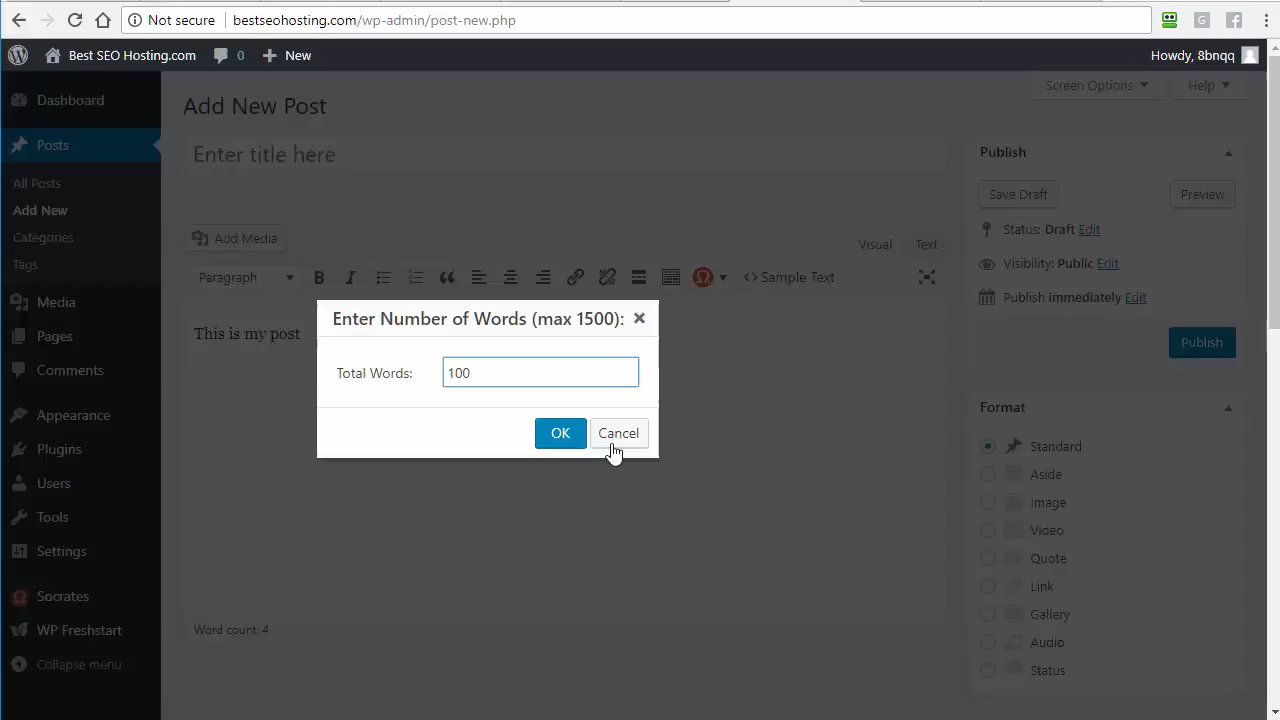 Not secure bestseohosting.com/wp-admin/post-new.php
Best SEO Hosting.com 0 New Howdy, 8bnqq
Screen Options Help
Dashboard
Posts
All Posts
Add New
Categories
Tags
Media
Pages
Comments
Appearance
Plugins
Users
Tools
Settings
Socrates
WP Freshstart
Collapse menu
Add New Post
Enter title here
Add Media
Visual Text
Paragraph B I Sample Text
This is my post
Word count: 4
Enter Number of Words (max 1500):
Total Words: 100
OK Cancel
Publish
Save Draft Preview
Status: Draft Edit
Visibility: Public Edit
Publish immediately Edit
Publish
Format
Standard
Aside
Image
Video
Quote
Link
Gallery
Audio
Status